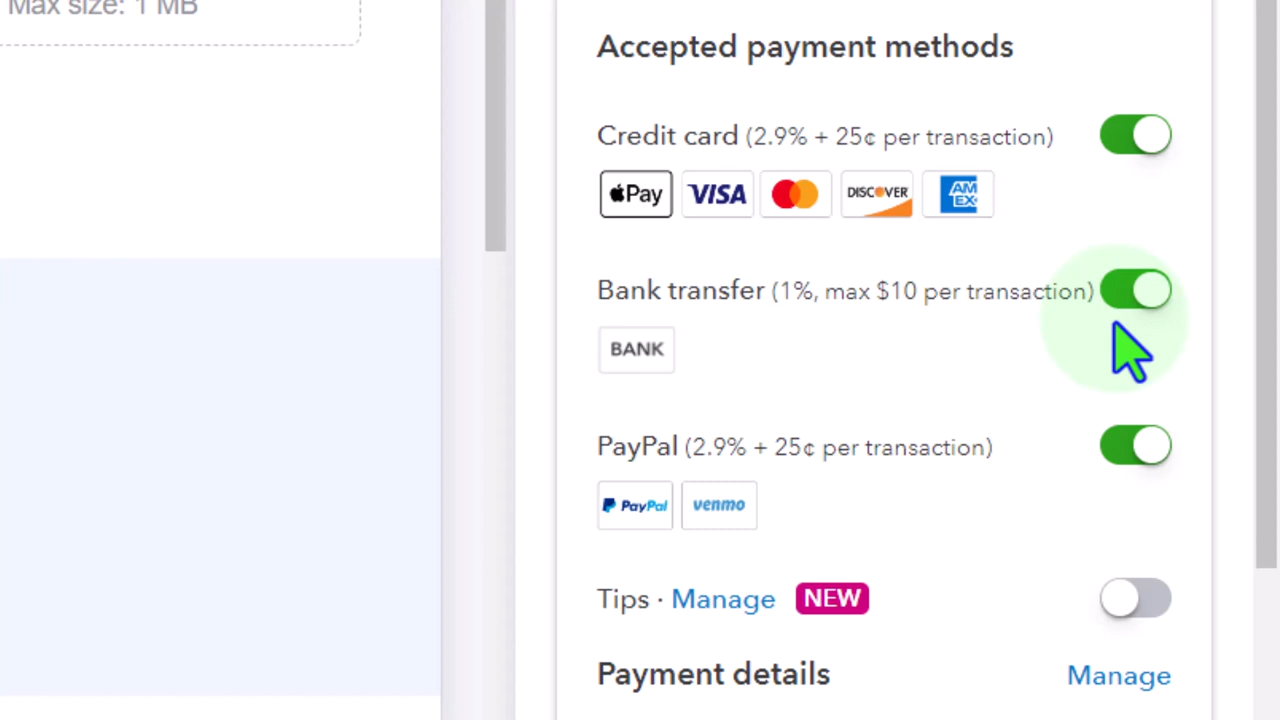 Max size: 1 MB
Accepted payment methods
Credit card (2.9% + 25¢ per transaction)
Pay VISA DISCOVER AM EX
Bank transfer (1%, max $10 per transaction)
BANK
PayPal (2.9% + 25¢ per transaction)
P PayPal venmo
Tips · Manage NEW
Payment details Manage